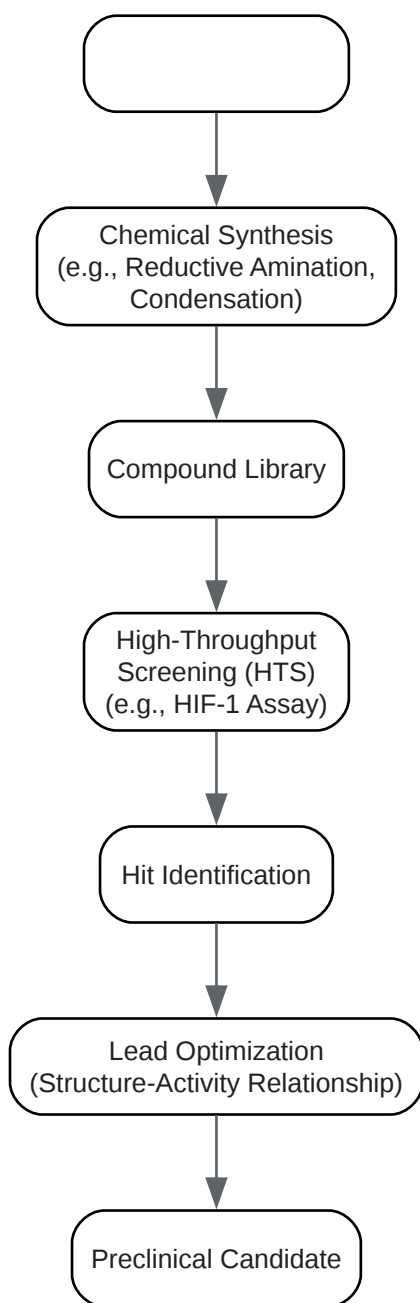 Chemical Synthesis
(e.g., Reductive Amination,
Condensation)
Compound Library
High-Throughput
Screening (HTS)
(e.g., HIF-1 Assay)
Hit Identification
Lead Optimization
(Structure-Activity Relationship)
Preclinical Candidate